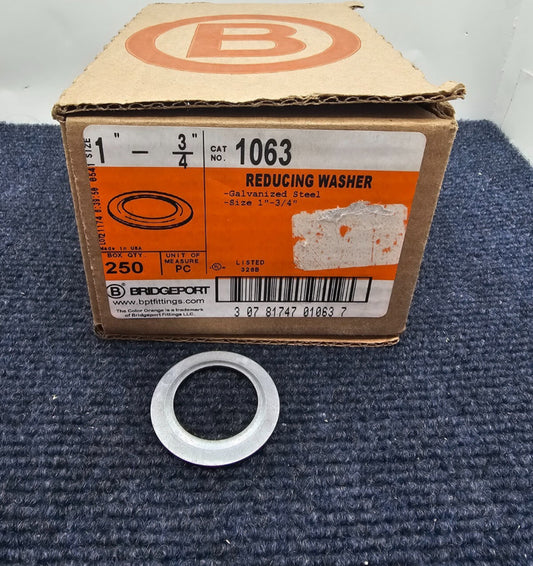 B
1" - 3/4
SIZE
CAT NO. 1063
REDUCING WASHER
-Galvanized Steel
-Size 1"-3/4"
Made in USA
BOX QTY.
250
UNIT OF MEASURE
PC
LISTED
328B
B BRIDGEPORT
www.bptfittings.com
The Color Orange is a trademark
of Bridgeport Fittings LLC.
3 07 81747 01063 7